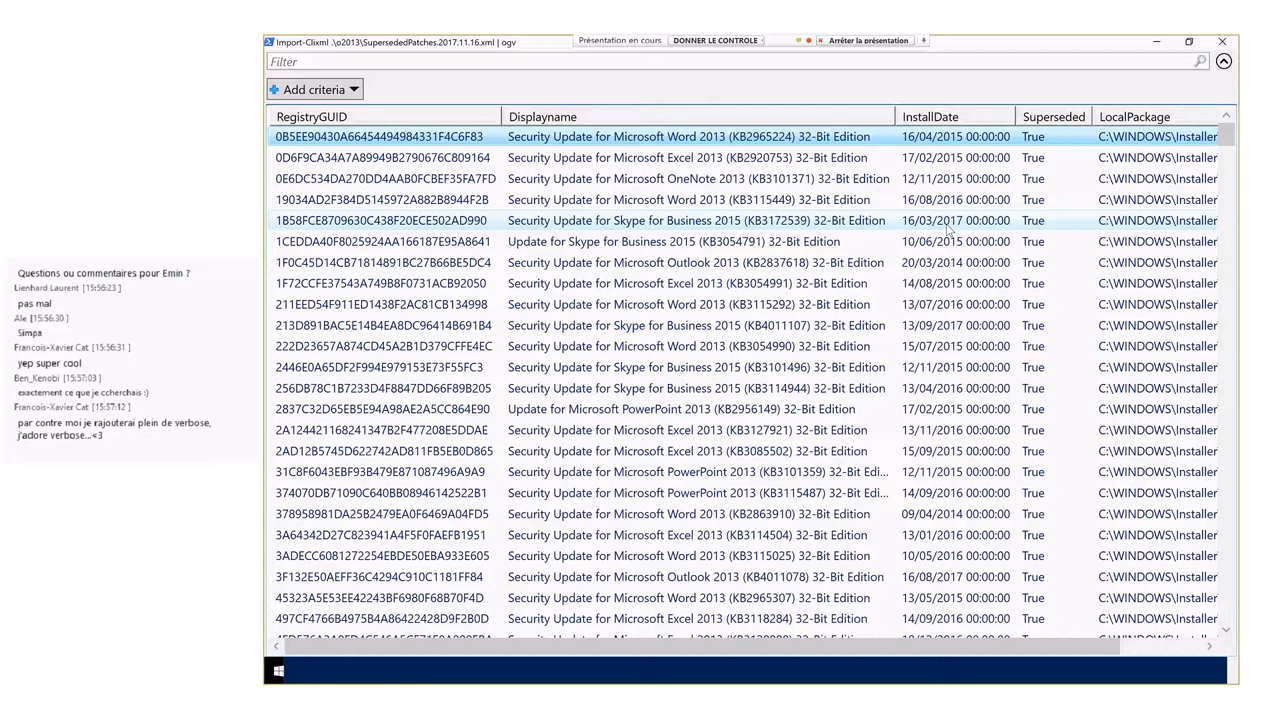 Questions ou commentaires pour Emin ?
Lienhard Laurent [15:56:23 ]
pas mal
Ale [15:56:30 ]
Simpa
Francois-Xavier Cat [15:56:31 ]
yep super cool
Ben_Kenobi [15:57:03 ]
exactement ce que je ccherchais :)
Francois-Xavier Cat [15:57:12 ]
par contre moi je rajouterai plein de verbose,
j'adore verbose...<3
Import-Clixml .\o2013\SupersededPatches.2017.11.16.xml | ogv
Présentation en cours DONNER LE CONTROLE Arrêter la présentation
Filter
Add criteria
RegistryGUID Displayname InstallDate Superseded LocalPackage
0B5EE90430A66454494984331F4C6F83 Security Update for Microsoft Word 2013 (KB2965224) 32-Bit Edition 16/04/2015 00:00:00 True C:\WINDOWS\Installer
0D6F9CA34A7A89949B2790676C809164 Security Update for Microsoft Excel 2013 (KB2920753) 32-Bit Edition 17/02/2015 00:00:00 True C:\WINDOWS\Installer
0E6DC534DA270DD4AAB0FCBEF35FA7FD Security Update for Microsoft OneNote 2013 (KB3101371) 32-Bit Edition 12/11/2015 00:00:00 True C:\WINDOWS\Installer
19034AD2F384D5145972A882B8944F2B Security Update for Microsoft Word 2013 (KB3115449) 32-Bit Edition 16/08/2016 00:00:00 True C:\WINDOWS\Installer
1B58FCE8709630C438F20ECE502AD990 Security Update for Skype for Business 2015 (KB3172539) 32-Bit Edition 16/03/2017 00:00:00 True C:\WINDOWS\Installer
1CEDDA40F8025924AA166187E95A8641 Update for Skype for Business 2015 (KB3054791) 32-Bit Edition 10/06/2015 00:00:00 True C:\WINDOWS\Installer
1F0C45D14CB71814891BC27B66BE5DC4 Security Update for Microsoft Outlook 2013 (KB2837618) 32-Bit Edition 20/03/2014 00:00:00 True C:\WINDOWS\Installer
1F72CCFE37543A749B8F0731ACB92050 Security Update for Microsoft Excel 2013 (KB3054991) 32-Bit Edition 14/08/2015 00:00:00 True C:\WINDOWS\Installer
211EED54F911ED1438F2AC81CB134998 Security Update for Microsoft Word 2013 (KB3115292) 32-Bit Edition 13/07/2016 00:00:00 True C:\WINDOWS\Installer
213D891BAC5E14B4EA8DC96414B691B4 Security Update for Skype for Business 2015 (KB4011107) 32-Bit Edition 13/09/2017 00:00:00 True C:\WINDOWS\Installer
222D23657A874CD45A2B1D379CFFE4EC Security Update for Microsoft Word 2013 (KB3054990) 32-Bit Edition 15/07/2015 00:00:00 True C:\WINDOWS\Installer
2446E0A65DF2F8C4B979153E73F55FC3 Security Update for Skype for Business 2015 (KB3101496) 32-Bit Edition 12/11/2015 00:00:00 True C:\WINDOWS\Installer
256DB78C1B7233D4F8847DD66F89B205 Security Update for Skype for Business 2015 (KB3114944) 32-Bit Edition 13/04/2016 00:00:00 True C:\WINDOWS\Installer
2837C32D65EB5E94A98AE2A5CC864E90 Update for Microsoft PowerPoint 2013 (KB2956149) 32-Bit Edition 17/02/2015 00:00:00 True C:\WINDOWS\Installer
2A124421168241347B2F477208E5DDAE Security Update for Microsoft Excel 2013 (KB3127921) 32-Bit Edition 13/11/2016 00:00:00 True C:\WINDOWS\Installer
2AD12B5745D622742AD811FB5EB0D865 Security Update for Microsoft Excel 2013 (KB3085502) 32-Bit Edition 15/09/2015 00:00:00 True C:\WINDOWS\Installer
31C8F6043EBF93B479E871087496A9A9 Security Update for Microsoft PowerPoint 2013 (KB3101359) 32-Bit Edi... 12/11/2015 00:00:00 True C:\WINDOWS\Installer
374070DB71090C640BB08946142522B1 Security Update for Microsoft PowerPoint 2013 (KB3115487) 32-Bit Edi... 14/09/2016 00:00:00 True C:\WINDOWS\Installer
378958981DA25B2479EA0F6469A04FD5 Security Update for Microsoft Word 2013 (KB2863910) 32-Bit Edition 09/04/2014 00:00:00 True C:\WINDOWS\Installer
3A64342D27C823941A4F5F0FAEFB1951 Security Update for Microsoft Excel 2013 (KB3114504) 32-Bit Edition 13/01/2016 00:00:00 True C:\WINDOWS\Installer
3ADECC6081272254EBDE50EBA933E605 Security Update for Microsoft Word 2013 (KB3115025) 32-Bit Edition 10/05/2016 00:00:00 True C:\WINDOWS\Installer
3F132E50AEFF36C4294C910C1181FF84 Security Update for Microsoft Outlook 2013 (KB4011078) 32-Bit Edition 16/08/2017 00:00:00 True C:\WINDOWS\Installer
45323A5E53EE42243BF6980F68B70F4D Security Update for Microsoft Word 2013 (KB2965307) 32-Bit Edition 13/05/2015 00:00:00 True C:\WINDOWS\Installer
497CF4766B4975B4A86422428D9F2B0D Security Update for Microsoft Excel 2013 (KB3118284) 32-Bit Edition 14/09/2016 00:00:00 True C:\WINDOWS\Installer